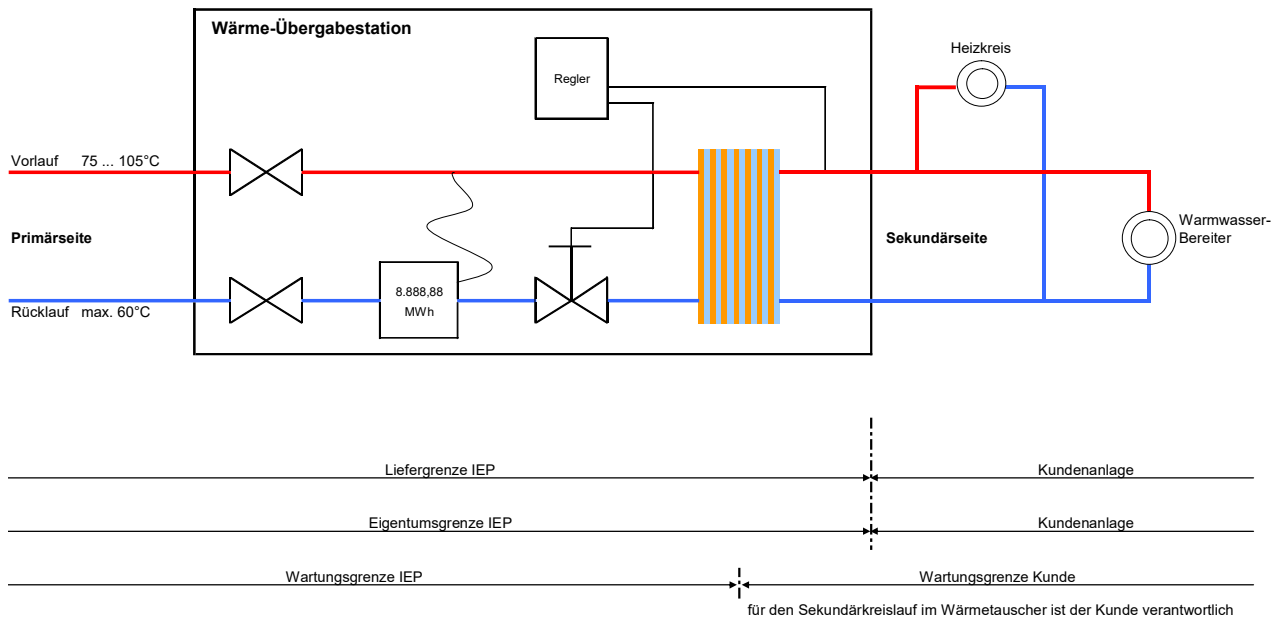 Wärme-Übergabestation
Heizkreis
Regler
Vorlauf 75 ... 105°C
Primärseite
Sekundärseite
Warmwasser-
Bereiter
8.888,88
MWh
Rücklauf max. 60°C
Liefergrenze IEP
Kundenanlage
Eigentumsgrenze IEP
Kundenanlage
Wartungsgrenze IEP
Wartungsgrenze Kunde
für den Sekundärkreislauf im Wärmetauscher ist der Kunde verantwortlich